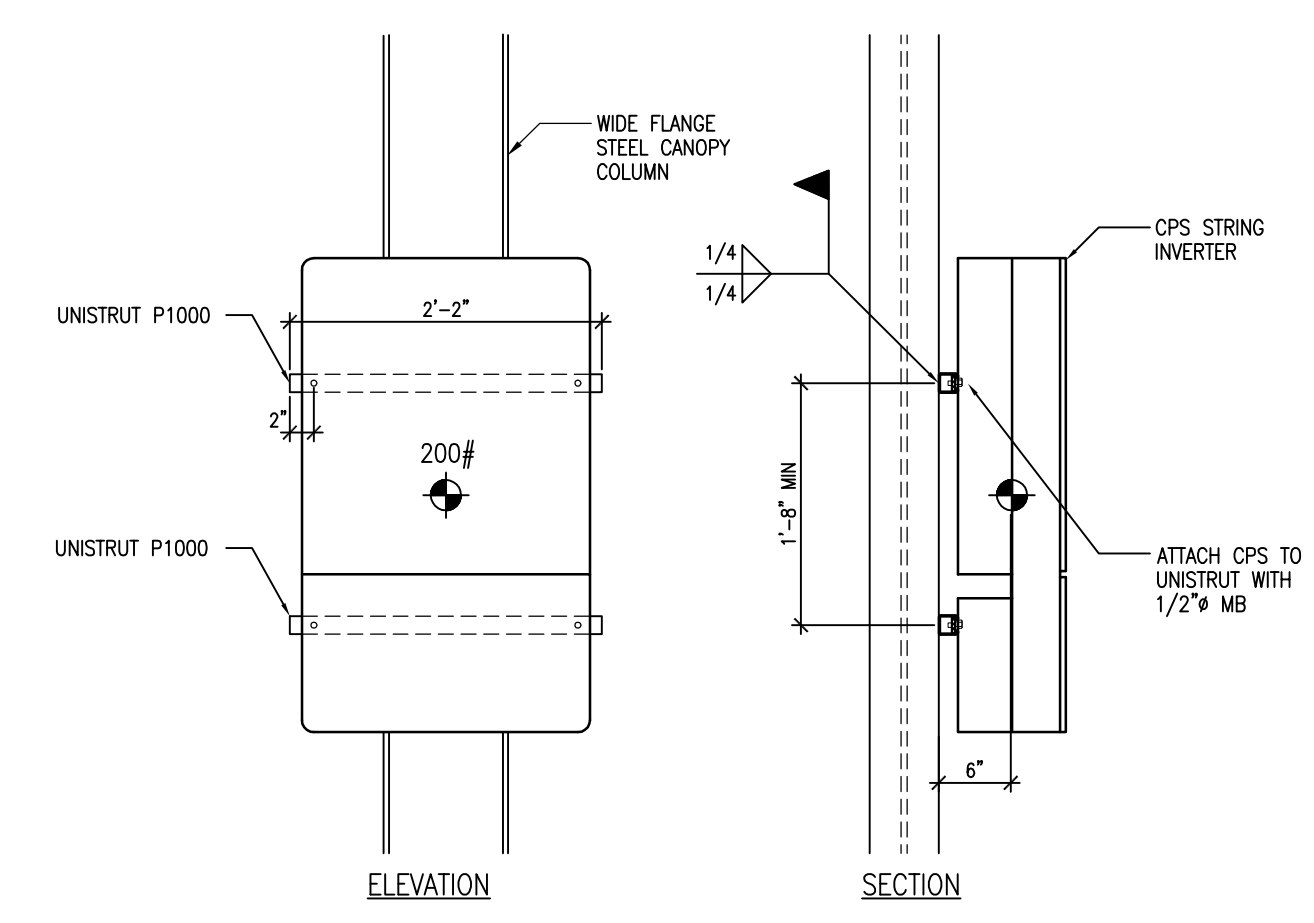 WIDE FLANGE
STEEL CANOPY
COLUMN
UNISTRUT P1000
2'-2"
2"
200#
UNISTRUT P1000
ELEVATION
1/4
1/4
CPS STRING
INVERTER
1'-8" MIN
ATTACH CPS TO
UNISTRUT WITH
1/2"ø MB
6"
SECTION